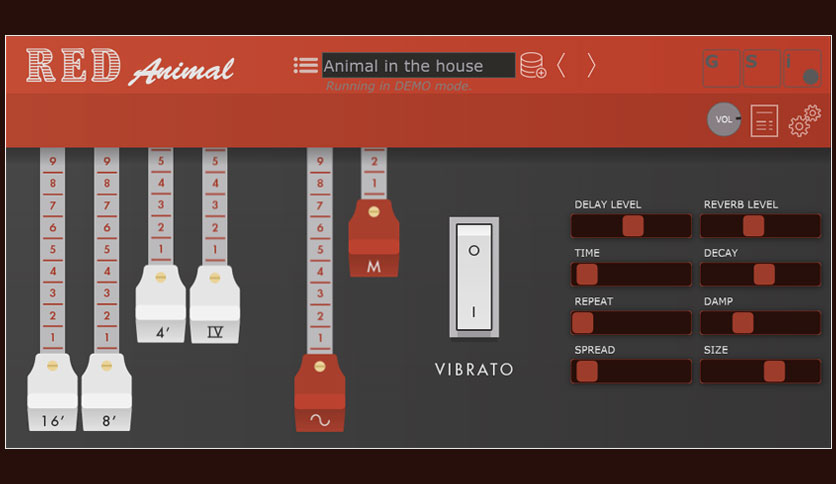 RED Animal
Animal in the house
Running in DEMO mode.
G S i
VOL
9 9 5 5 9 2
8 8 4 4 8 1
7 7 3 3 7
6 6 2 2 6
5 5 1 1 5
4 4 4
3 3 3
2 2 2
1 1 1
M
4’ IV
16’ 8’
O
I
VIBRATO
DELAY LEVEL REVERB LEVEL
TIME DECAY
REPEAT DAMP
SPREAD SIZE